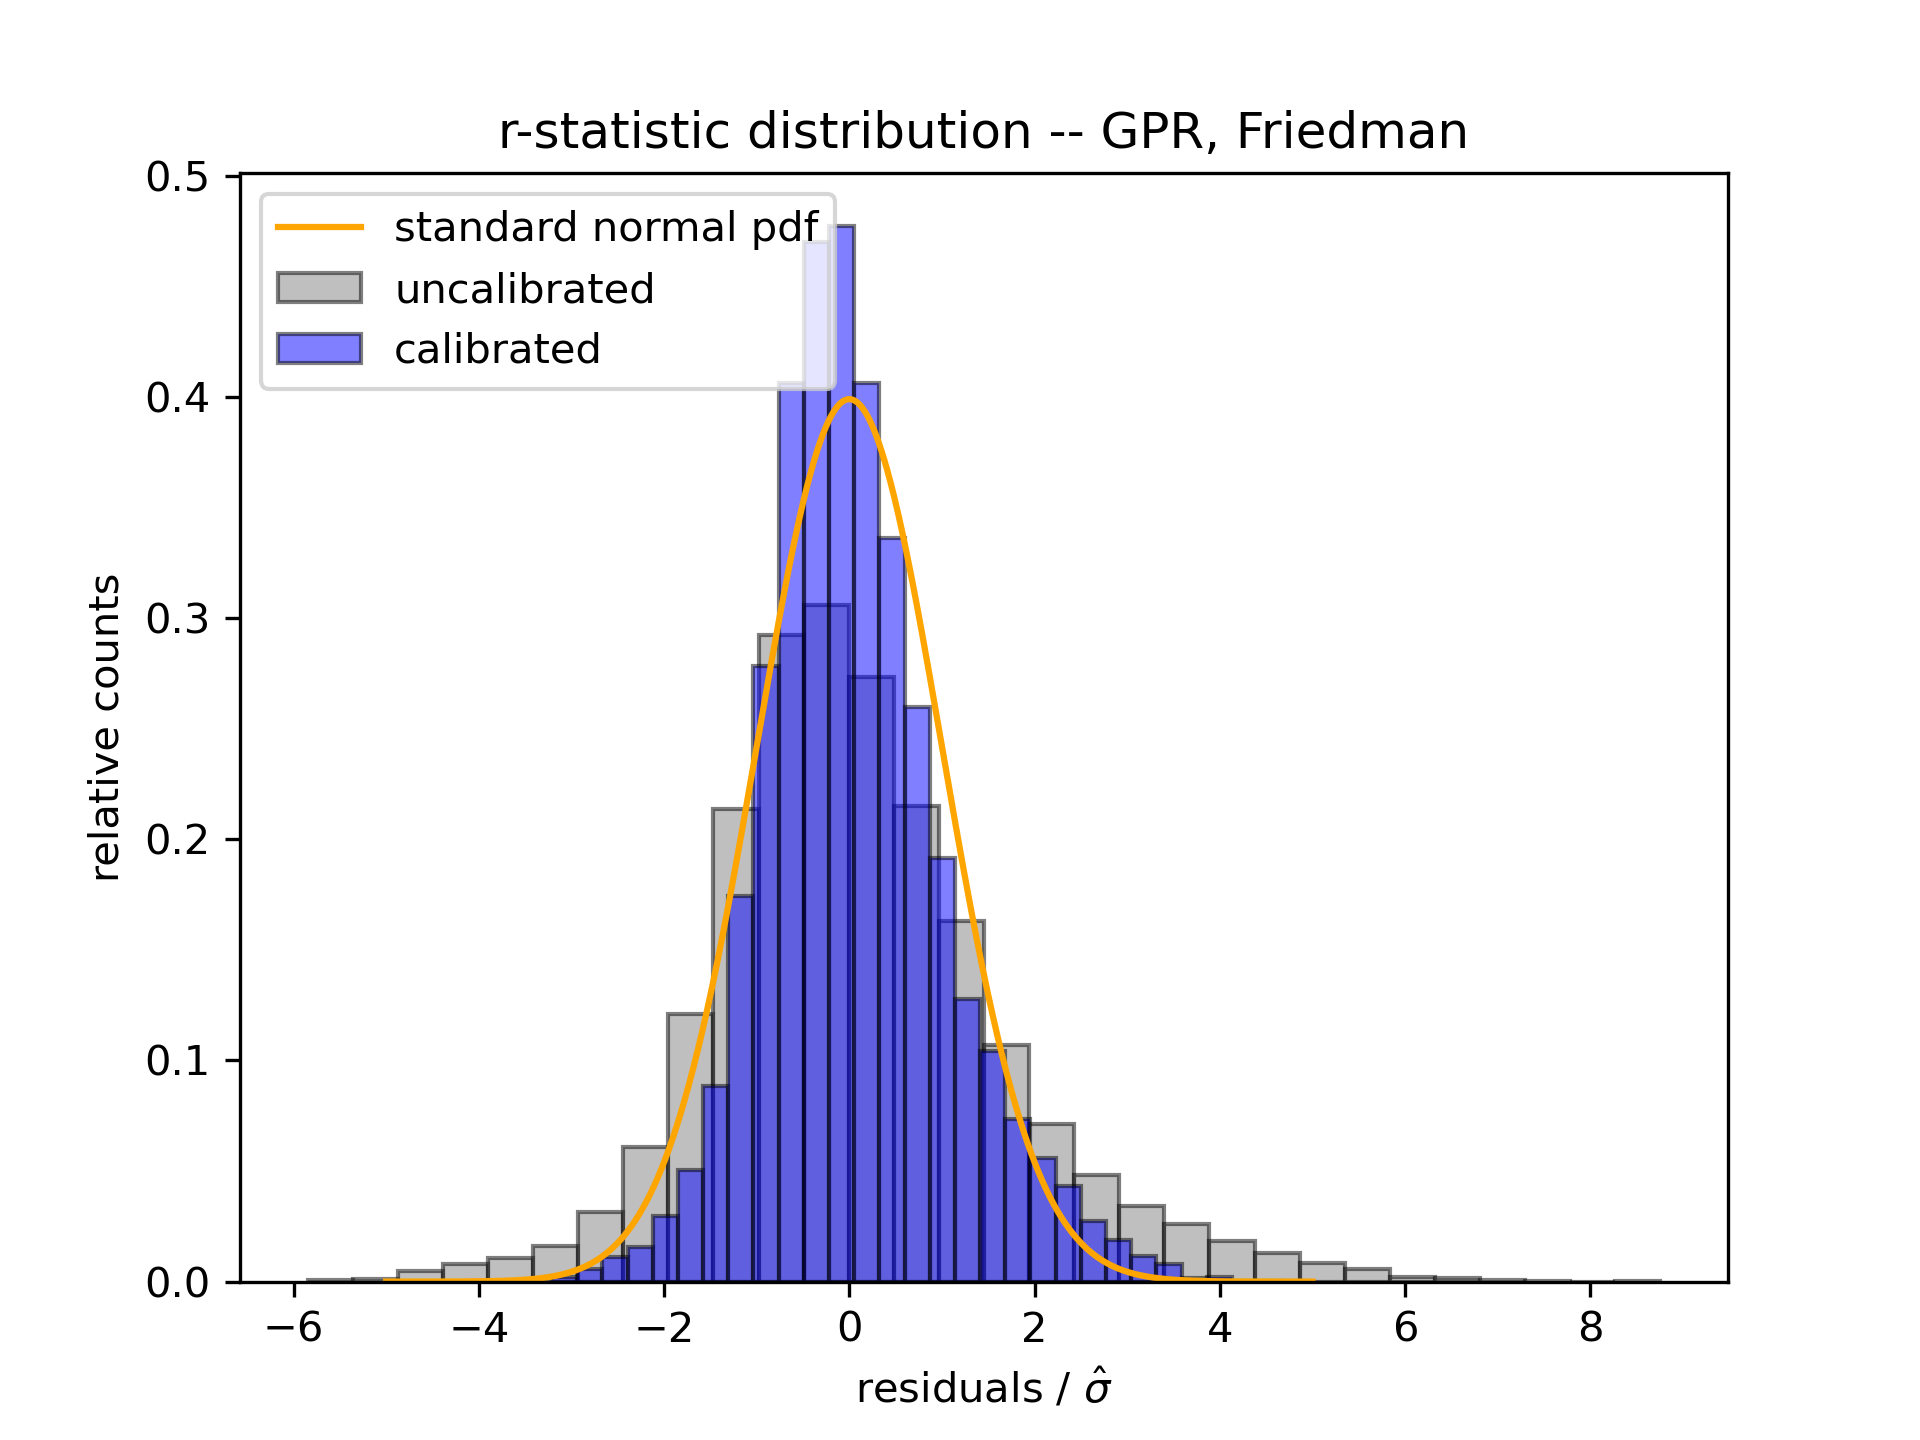 r-statistic distribution -- GPR, Friedman
standard normal pdf
uncalibrated
calibrated
0.5
0.4
0.3
0.2
0.1
0.0
relative counts
−6 −4 −2 0 2 4 6 8
residuals / σ̂